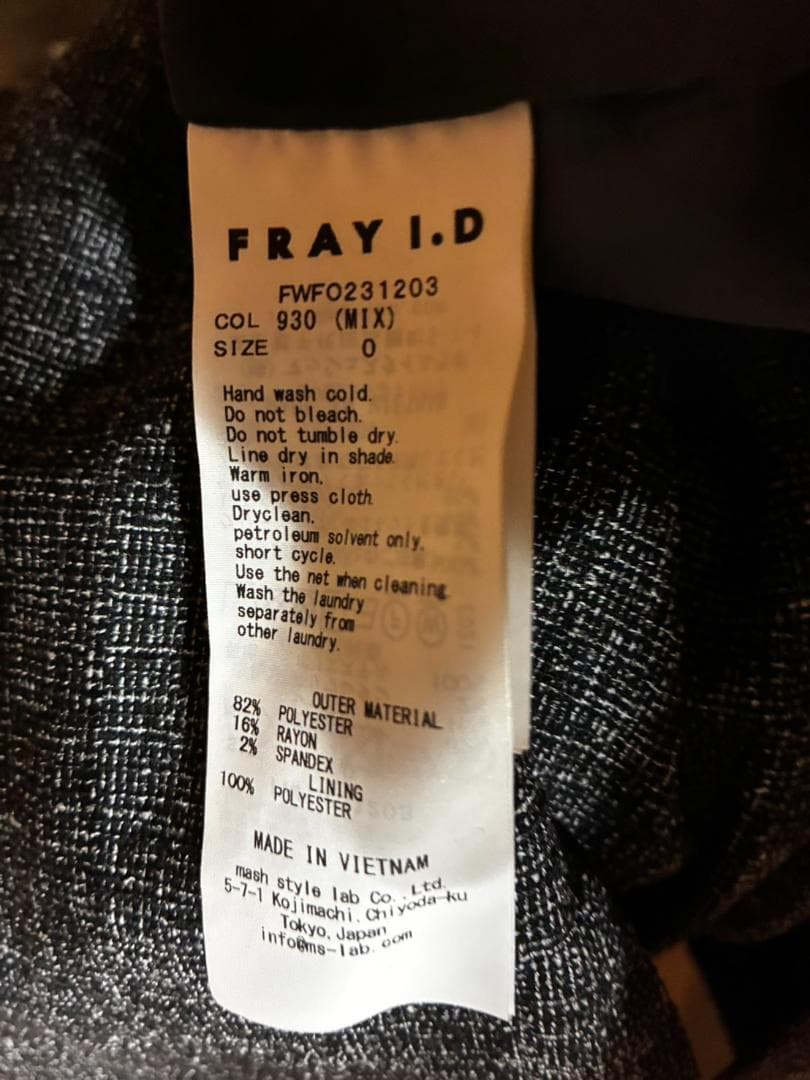 FRAY I.D
FWFO231203
COL 930 (MIX)
SIZE 0
Hand wash cold.
Do not bleach.
Do not tumble dry.
Line dry in shade.
Warm iron.
use press cloth
Dryclean.
petroleum solvent only.
short cycle.
Use the net when cleaning
Wash the laundry
separately from
other laundry.
OUTER MATERIAL
82% POLYESTER
16% RAYON
2% SPANDEX
LINING
100% POLYESTER
MADE IN VIETNAM
mash style lab Co., Ltd.
5-7-1 Kojimachi, Chiyoda-ku
Tokyo, Japan
info@ms-lab.com